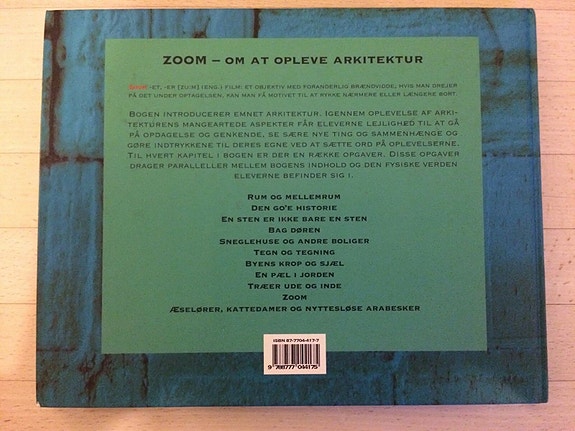 ZOOM – OM AT OPLEVE ARKITEKTUR
Zoom -ET, -ER [ZU:M] (ENG.) FILM: ET OBJEKTIV MED FORANDERLIG BRÆNDVIDDE; HVIS MAN DREJER
PÅ DET UNDER OPTAGELSEN, KAN MAN FÅ MOTIVET TIL AT RYKKE NÆRMERE ELLER LÆNGERE BORT.
BOGEN INTRODUCERER EMNET ARKITEKTUR. IGENNEM OPLEVELSE AF ARKI-
TEKTURENS MANGEARTEDE ASPEKTER FÅR ELEVERNE LEJLIGHED TIL AT GÅ
PÅ OPDAGELSE OG GENKENDE, SE SÆRE NYE TING OG SAMMENHÆNGE OG
GØRE INDTRYKKENE TIL DERES EGNE VED AT SÆTTE ORD PÅ OPLEVELSERNE.
TIL HVERT KAPITEL I BOGEN ER DER EN RÆKKE OPGAVER. DISSE OPGAVER
DRAGER PARALLELLER MELLEM BOGENS INDHOLD OG DEN FYSISKE VERDEN
ELEVERNE BEFINDER SIG I.
RUM OG MELLEMRUM
DEN GO'E HISTORIE
EN STEN ER IKKE BARE EN STEN
BAG DØREN
SNEGLEHUSE OG ANDRE BOLIGER
TEGN OG TEGNING
BYENS KROP OG SJÆL
EN PÆL I JORDEN
TRÆER UDE OG INDE
ZOOM
ÆSELØRER, KATTEDAMER OG NYTTESLØSE ARABESKER
ISBN 87-7704-417-7
9 788777 044175